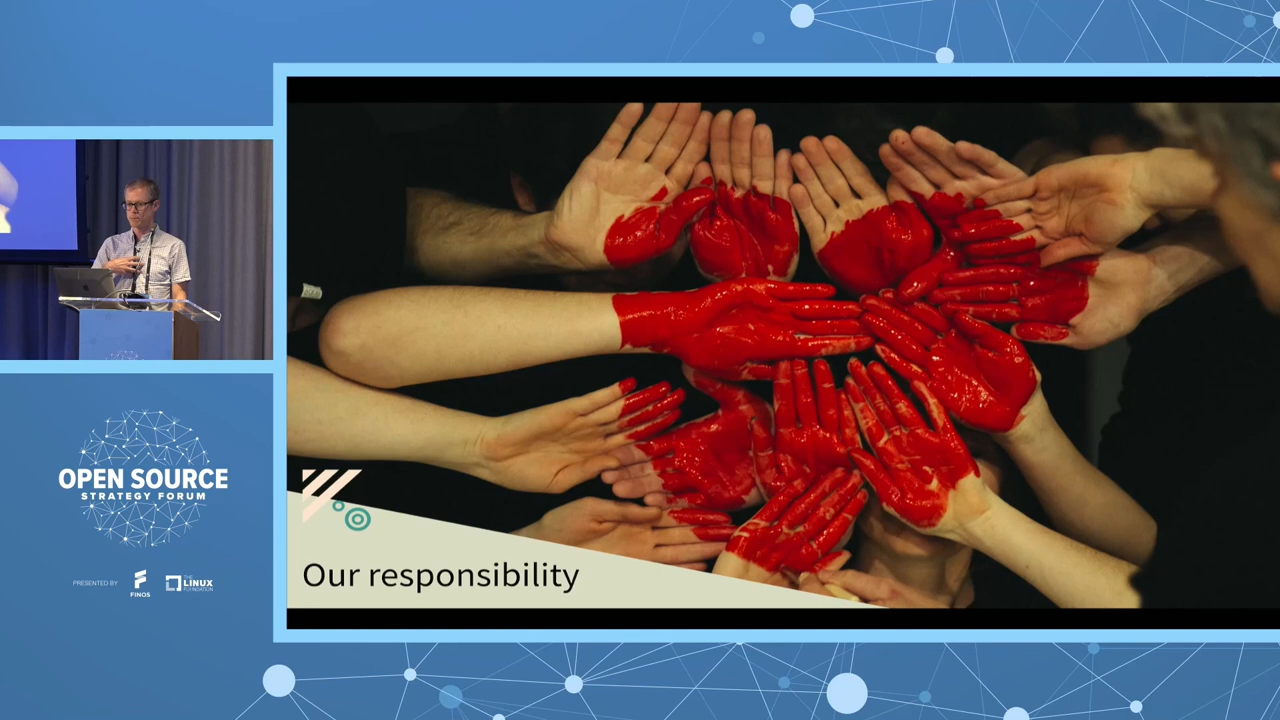 OPEN SOURCE
STRATEGY FORUM
PRESENTED BY
FINOS
THE
LINUX
FOUNDATION
Our responsibility